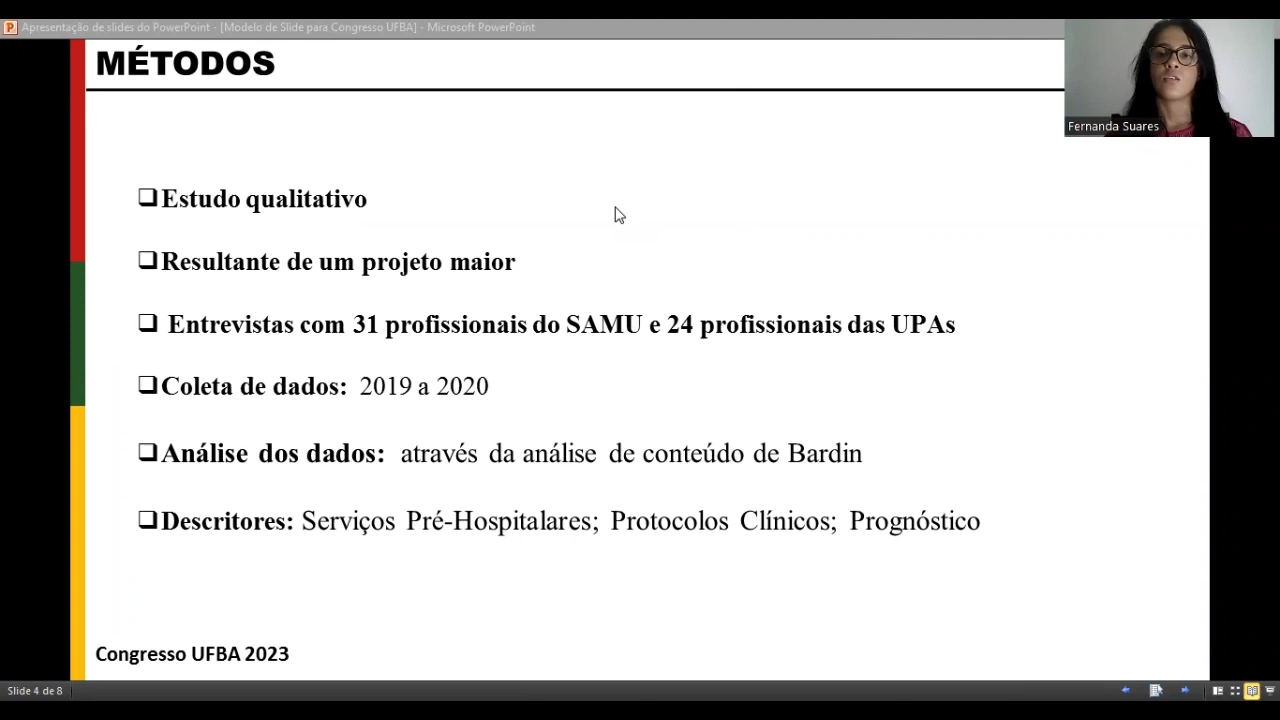 Apresentação de slides do PowerPoint - [Modelo de Slide para Congresso UFBA] - Microsoft PowerPoint
MÉTODOS
Fernanda Suares
Estudo qualitativo
Resultante de um projeto maior
Entrevistas com 31 profissionais do SAMU e 24 profissionais das UPAs
Coleta de dados: 2019 a 2020
Análise dos dados: através da análise de conteúdo de Bardin
Descritores: Serviços Pré-Hospitalares; Protocolos Clínicos; Prognóstico
Congresso UFBA 2023
Slide 4 de 8